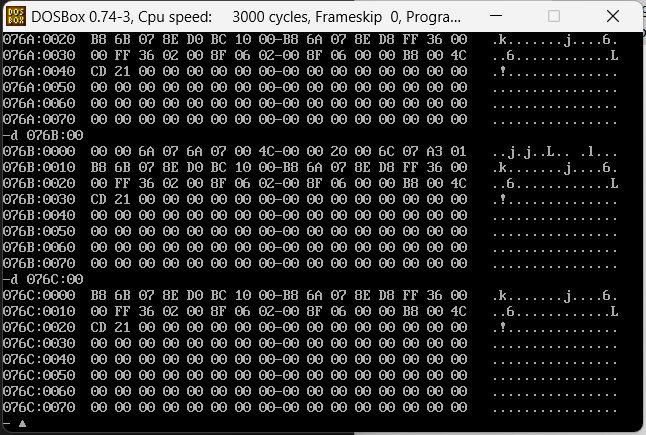 DOSBox 0.74-3, Cpu speed:    3000 cycles, Frameskip  0, Progra...
076A:0020  B8 6B 07 8E D0 BC 10 00-B8 6A 07 8E D8 FF 36 00   .k.......j....6.
076A:0030  00 FF 36 02 00 8F 06 02-00 8F 06 00 00 B8 00 4C   ..6............L
076A:0040  CD 21 00 00 00 00 00 00-00 00 00 00 00 00 00 00   .!..............
076A:0050  00 00 00 00 00 00 00 00-00 00 00 00 00 00 00 00   ................
076A:0060  00 00 00 00 00 00 00 00-00 00 00 00 00 00 00 00   ................
076A:0070  00 00 00 00 00 00 00 00-00 00 00 00 00 00 00 00   ................
-d 076B:00
076B:0000  00 00 6A 07 6A 07 00 4C-00 00 20 00 6C 07 A3 01   ..j.j..L.. .l...
076B:0010  B8 6B 07 8E D0 BC 10 00-B8 6A 07 8E D8 FF 36 00   .k.......j....6.
076B:0020  00 FF 36 02 00 8F 06 02-00 8F 06 00 00 B8 00 4C   ..6............L
076B:0030  CD 21 00 00 00 00 00 00-00 00 00 00 00 00 00 00   .!..............
076B:0040  00 00 00 00 00 00 00 00-00 00 00 00 00 00 00 00   ................
076B:0050  00 00 00 00 00 00 00 00-00 00 00 00 00 00 00 00   ................
076B:0060  00 00 00 00 00 00 00 00-00 00 00 00 00 00 00 00   ................
076B:0070  00 00 00 00 00 00 00 00-00 00 00 00 00 00 00 00   ................
-d 076C:00
076C:0000  B8 6B 07 8E D0 BC 10 00-B8 6A 07 8E D8 FF 36 00   .k.......j....6.
076C:0010  00 FF 36 02 00 8F 06 02-00 8F 06 00 00 B8 00 4C   ..6............L
076C:0020  CD 21 00 00 00 00 00 00-00 00 00 00 00 00 00 00   .!..............
076C:0030  00 00 00 00 00 00 00 00-00 00 00 00 00 00 00 00   ................
076C:0040  00 00 00 00 00 00 00 00-00 00 00 00 00 00 00 00   ................
076C:0050  00 00 00 00 00 00 00 00-00 00 00 00 00 00 00 00   ................
076C:0060  00 00 00 00 00 00 00 00-00 00 00 00 00 00 00 00   ................
076C:0070  00 00 00 00 00 00 00 00-00 00 00 00 00 00 00 00   ................
- ▲